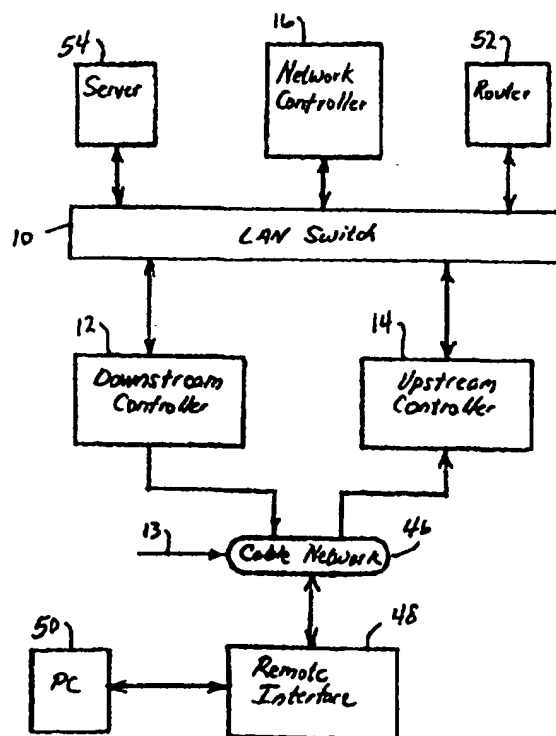 54
Server
16
Network
Controller
52
Router
10
LAN Switch
12
Downstream
Controller
14
Upstream
Controller
13
Cable Network
46
50
PC
48
Remote
Interface